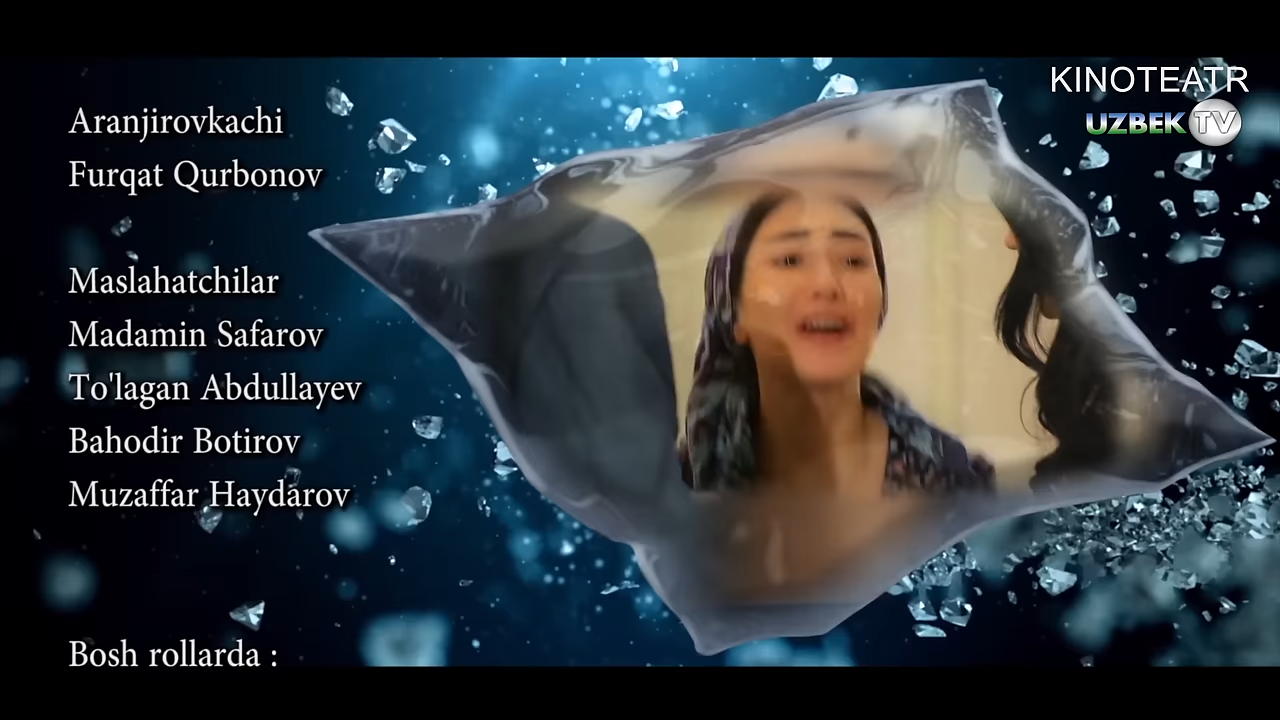 Aranjirovkachi
Furqat Qurbonov
Maslahatchilar
Madamin Safarov
To'lagan Abdullayev
Bahodir Botirov
Muzaffar Haydarov
Bosh rollarda :
KINOTEATR
UZBEK TV